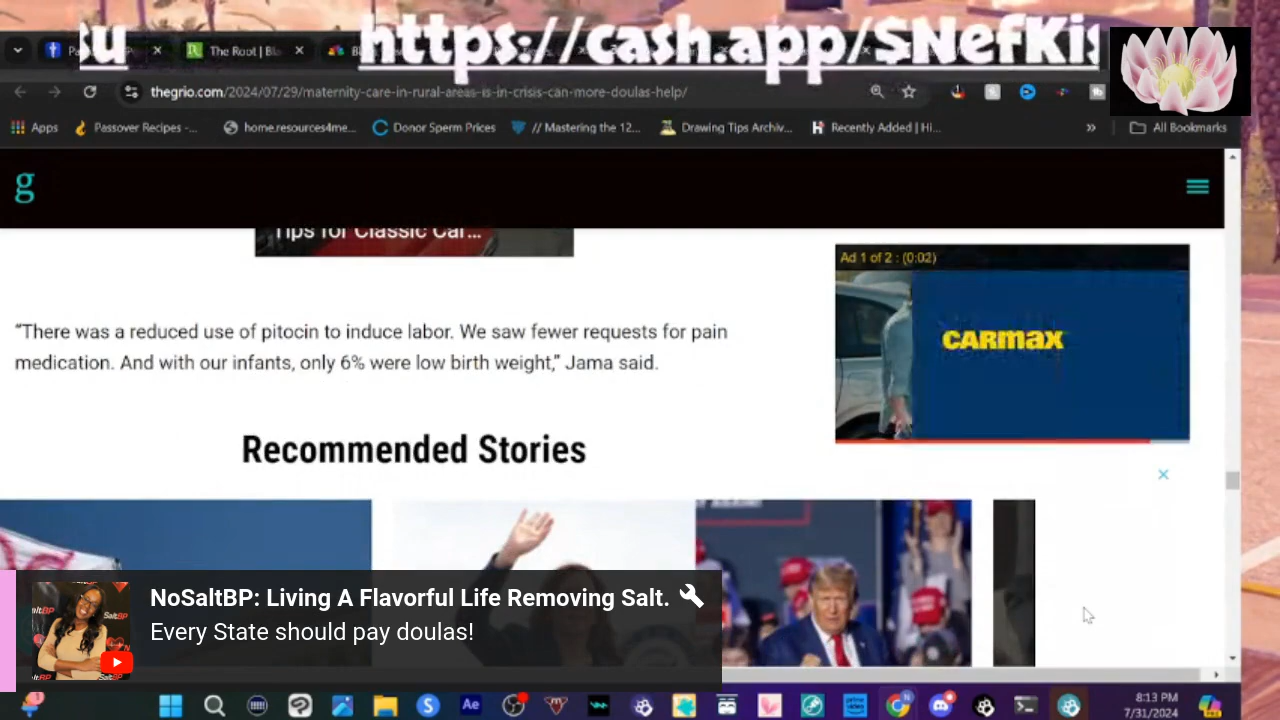 su
https://cash.app/$NefKis
The Root | Bla
thegrio.com/2024/07/29/maternity-care-in-rural-areas-is-in-crisis-can-more-doulas-help/
Apps
Passover Recipes -...
home.resources4me...
Donor Sperm Prices
// Mastering the 12...
Drawing Tips Archiv...
Recently Added | Hi...
»
All Bookmarks
g
Tips for Classic Car...
Ad 1 of 2 : (0:02)
CARMAX
“There was a reduced use of pitocin to induce labor. We saw fewer requests for pain
medication. And with our infants, only 6% were low birth weight,” Jama said.
Recommended Stories
NoSaltBP: Living A Flavorful Life Removing Salt.
Every State should pay doulas!
8:13 PM
7/31/2024